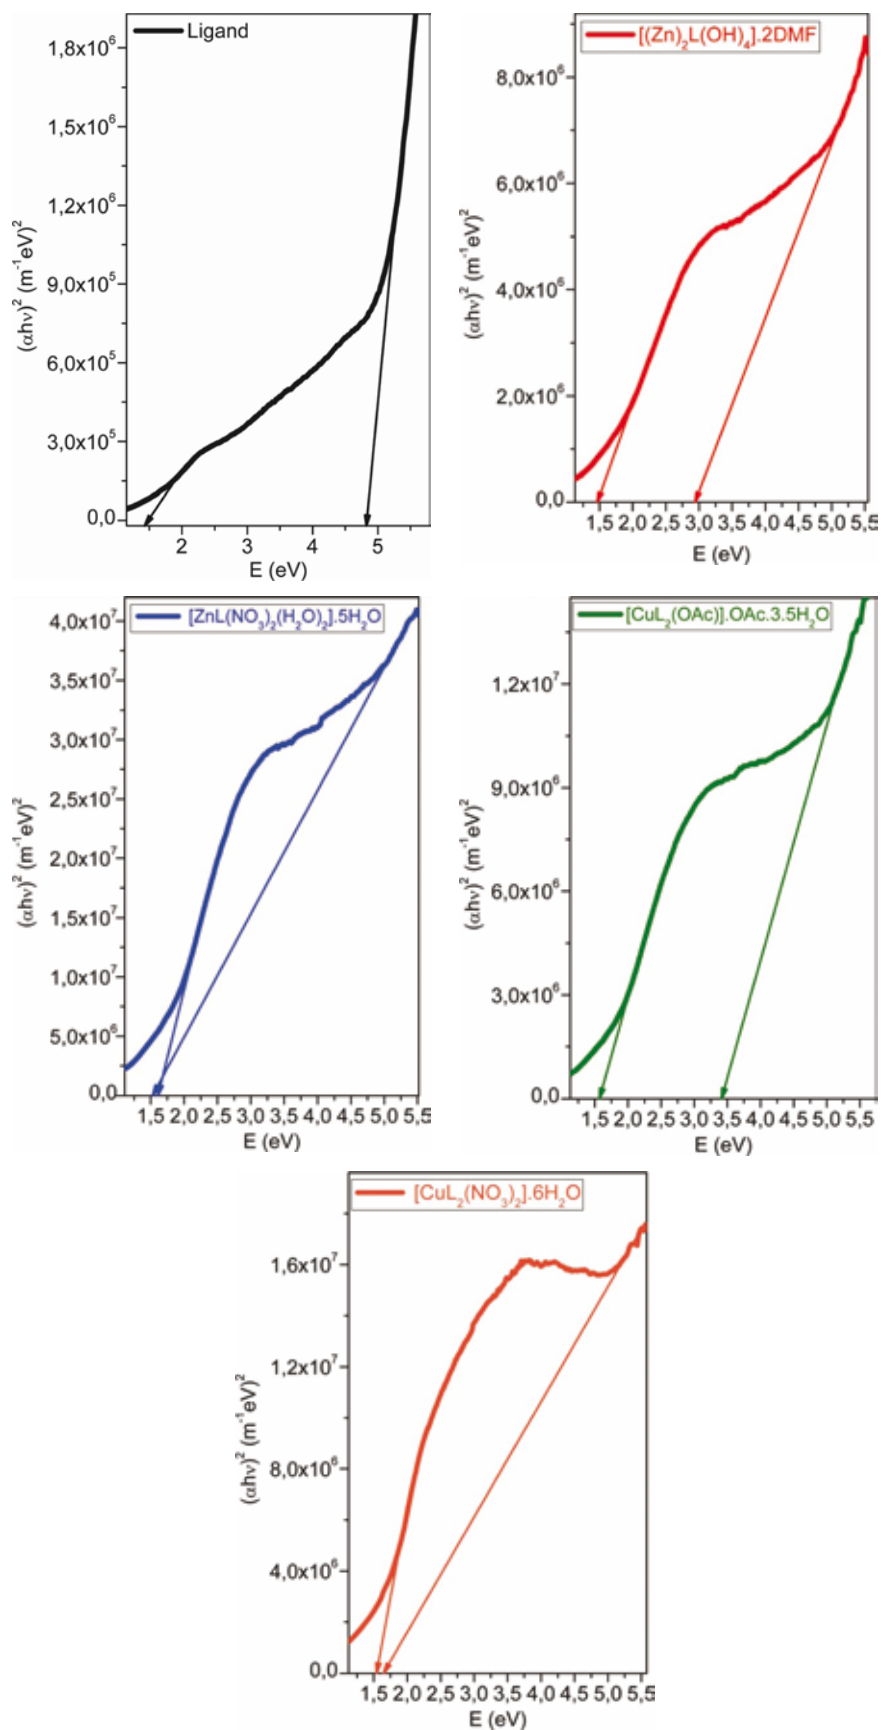 Ligand
1,8x10⁶
1,5x10⁶
1,2x10⁶
9,0x10⁵
6,0x10⁵
3,0x10⁵
0,0
(αhν)² (m⁻¹eV)²
2 3 4 5
E (eV)
[(Zn)₂L(OH)₄].2DMF
8,0x10⁶
6,0x10⁶
4,0x10⁶
2,0x10⁶
0,0
(αhν)² (m⁻¹eV)²
1,5 2,0 2,5 3,0 3,5 4,0 4,5 5,0 5,5
E (eV)
[ZnL(NO₃)₂(H₂O)₂].5H₂O
4,0x10⁷
3,5x10⁷
3,0x10⁷
2,5x10⁷
2,0x10⁷
1,5x10⁷
1,0x10⁷
5,0x10⁶
0,0
(αhν)² (m⁻¹eV)²
1,5 2,0 2,5 3,0 3,5 4,0 4,5 5,0 5,5
E (eV)
[CuL₂(OAc)].OAc.3.5H₂O
1,2x10⁷
9,0x10⁶
6,0x10⁶
3,0x10⁶
0,0
(αhν)² (m⁻¹eV)²
1,5 2,0 2,5 3,0 3,5 4,0 4,5 5,0 5,5
E (eV)
[CuL₂(NO₃)₂].6H₂O
1,6x10⁷
1,2x10⁷
8,0x10⁶
4,0x10⁶
0,0
(αhν)² (m⁻¹eV)²
1,5 2,0 2,5 3,0 3,5 4,0 4,5 5,0 5,5
E (eV)